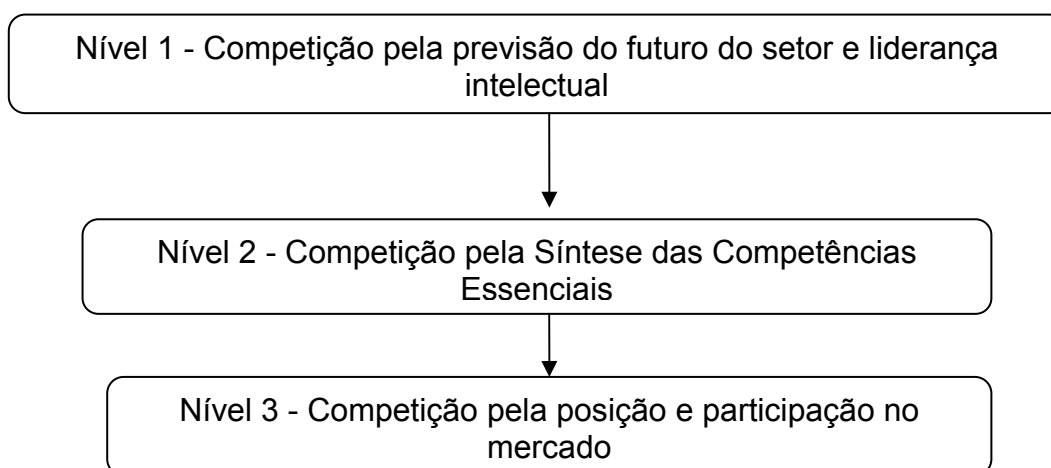 Nível 1 - Competição pela previsão do futuro do setor e liderança
intelectual
Nível 2 - Competição pela Síntese das Competências
Essenciais
Nível 3 - Competição pela posição e participação no
mercado